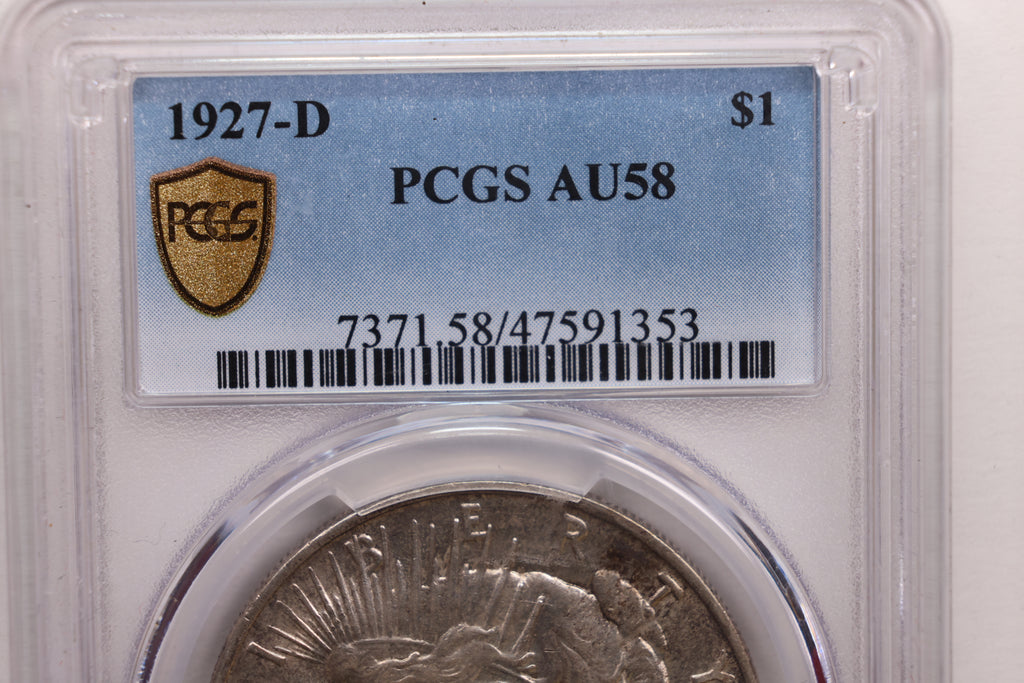 1927-D $1
PCGS AU58
PCGS.
7371.58/47591353
LIBERTY